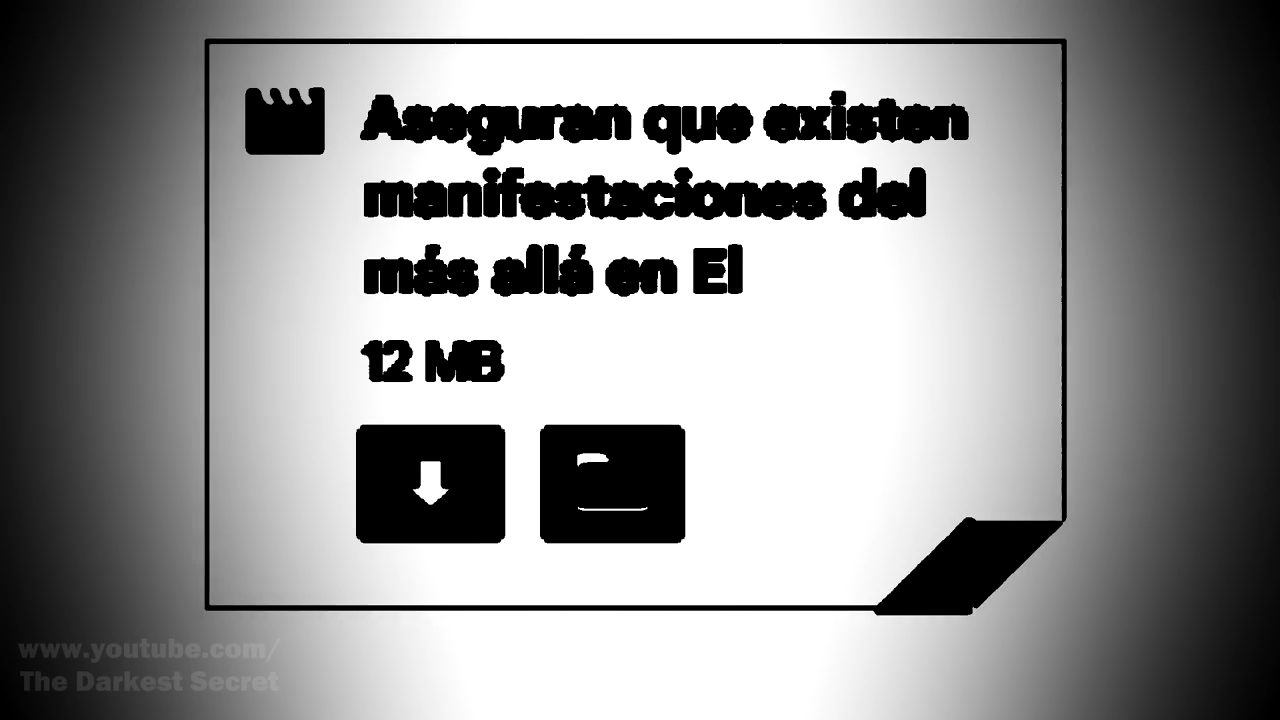 Aseguran que existen
manifestaciones del
más allá en El
12 MB
www.youtube.com/
The Darkest Secret